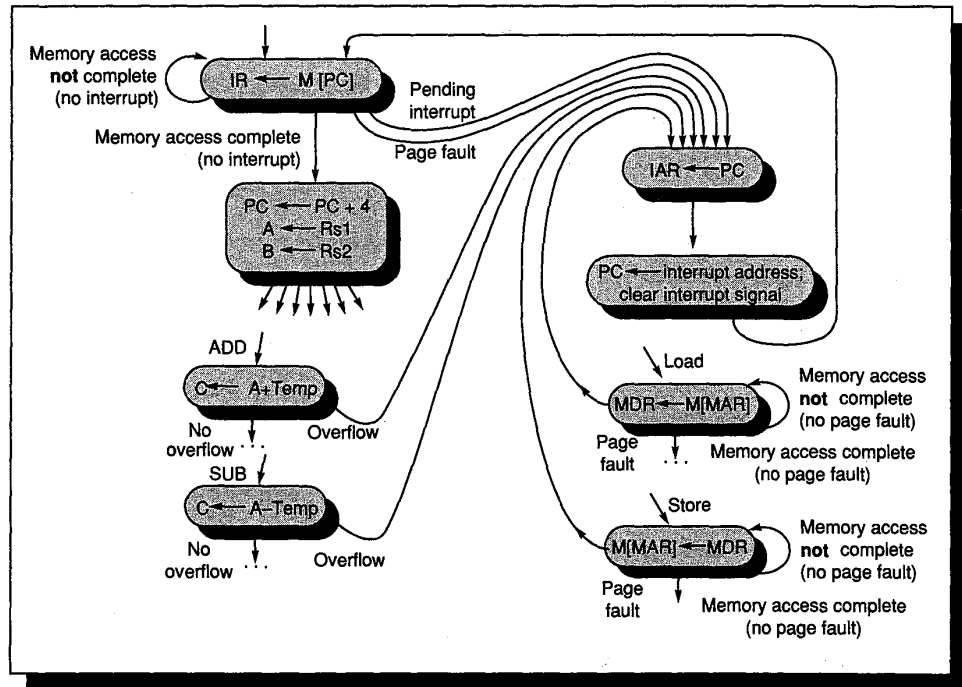 Memory access
not complete
(no interrupt)
IR ← M [PC]
Pending
interrupt
Page fault
Memory access complete
(no interrupt)
IAR ← PC
PC ← PC + 4
A ← Rs1
B ← Rs2
PC ← interrupt address;
clear interrupt signal
ADD
C ← A+Temp
No
overflow ...
Overflow
SUB
C ← A–Temp
No
overflow ...
Overflow
Load
MDR ← M[MAR]
Memory access
not complete
(no page fault)
Page
fault
...
Memory access complete
(no page fault)
Store
M[MAR] ← MDR
Memory access
not complete
(no page fault)
Page
fault
Memory access complete
(no page fault)